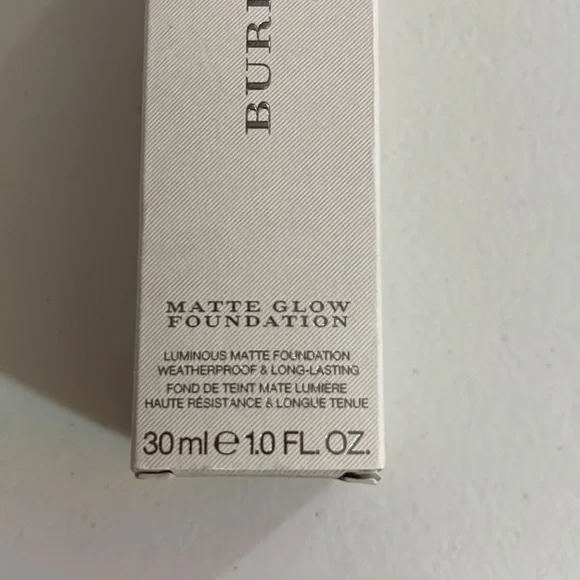 BUR
MATTE GLOW
FOUNDATION
LUMINOUS MATTE FOUNDATION
WEATHERPROOF & LONG-LASTING
FOND DE TEINT MATE LUMIÈRE
HAUTE RÉSISTANCE & LONGUE TENUE
30 ml ℮ 1.0 FL. OZ.